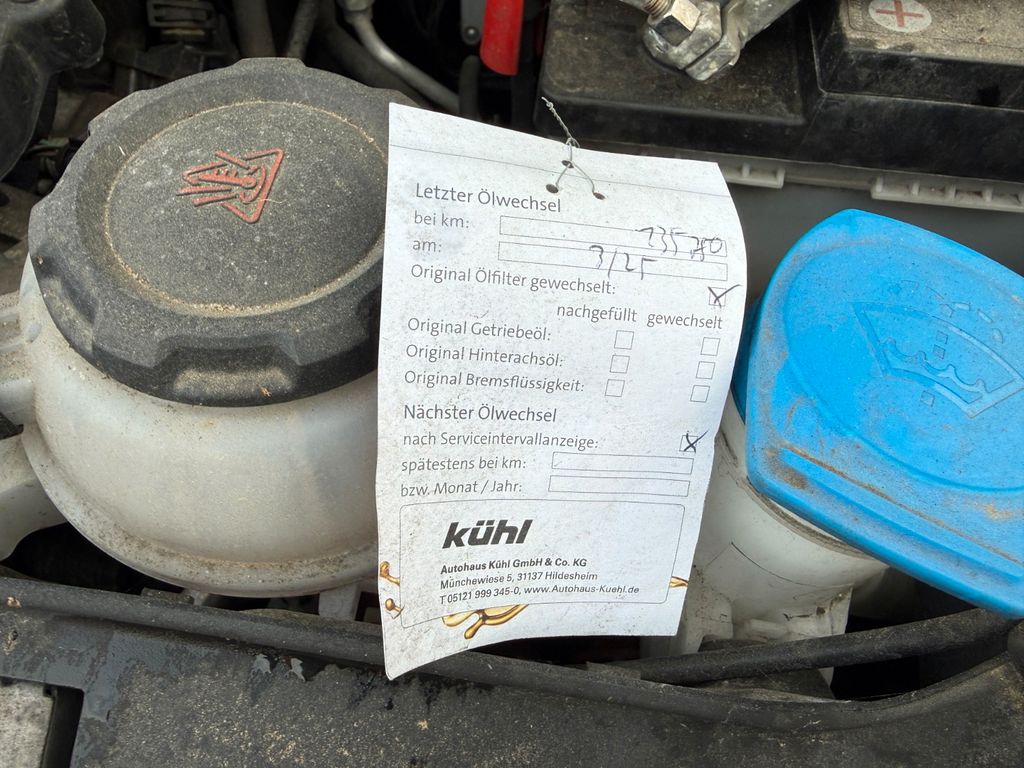 Letzter Ölwechsel
bei km: 235780
am: 3/25
Original Ölfilter gewechselt:
nachgefüllt gewechselt
Original Getriebeöl:
Original Hinterachsöl:
Original Bremsflüssigkeit:
Nächster Ölwechsel
nach Serviceintervallanzeige:
spätestens bei km:
bzw. Monat / Jahr:
kühl
Autohaus Kühl GmbH & Co. KG
Münchewiese 5, 31137 Hildesheim
T 05121 999 345-0, www.Autohaus-Kuehl.de